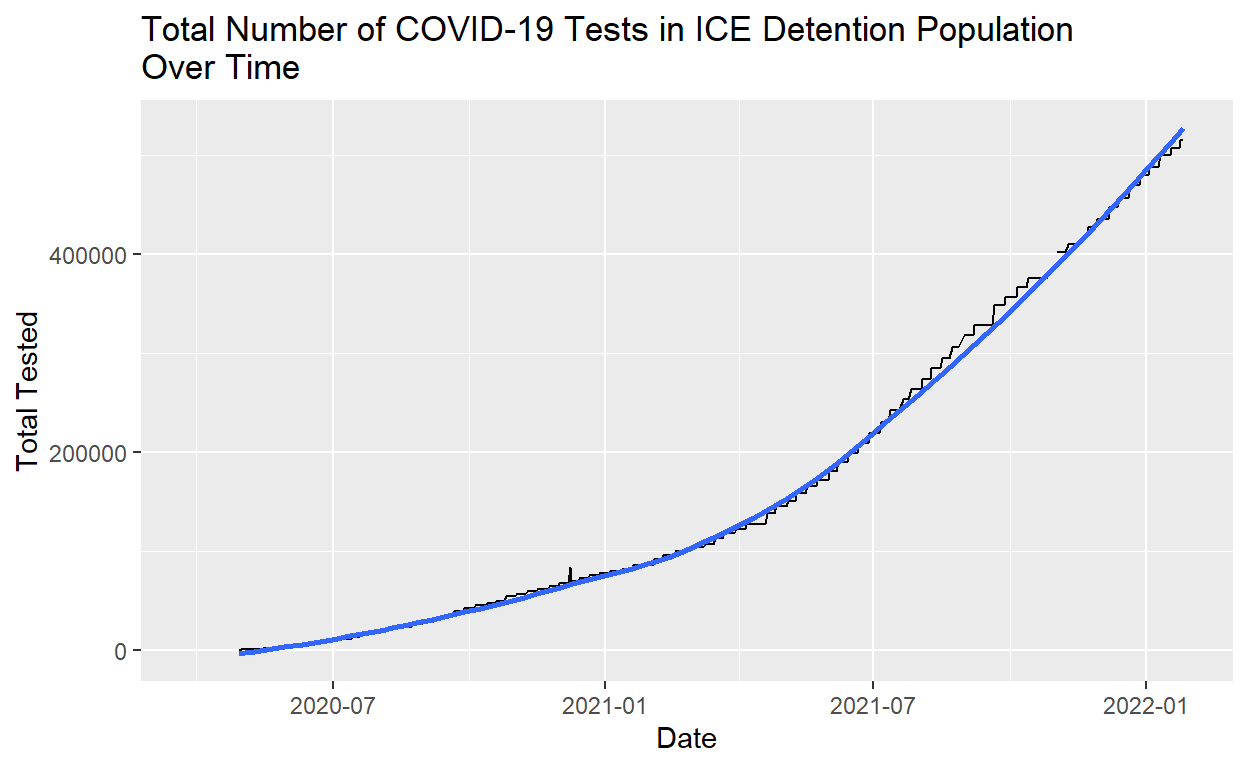 Total Number of COVID-19 Tests in ICE Detention Population
Over Time
Total Tested
400000
200000
0
2020-07
2021-01
2021-07
2022-01
Date